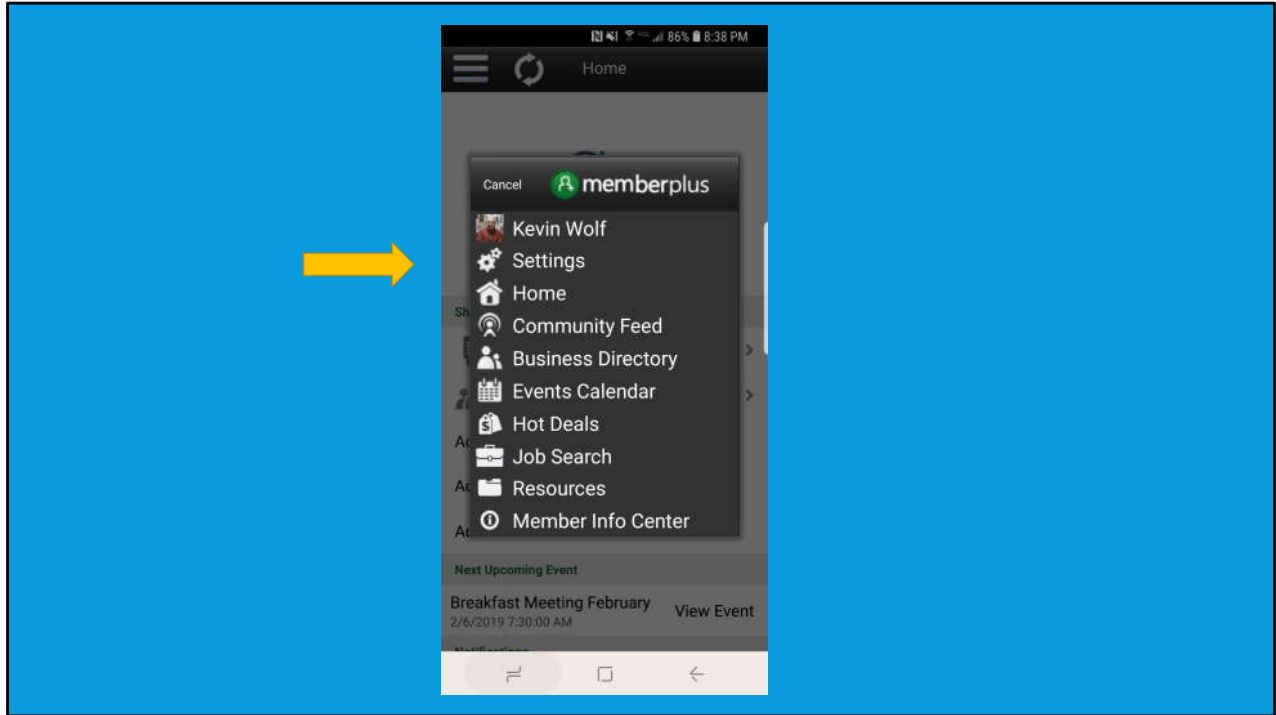 86% 8:38 PM
Home
Cancel memberplus
Kevin Wolf
Settings
Home
Community Feed
Business Directory
Events Calendar
Hot Deals
Job Search
Resources
Member Info Center
Next Upcoming Event
Breakfast Meeting February
View Event
2/6/2019 7:30:00 AM
Notifications